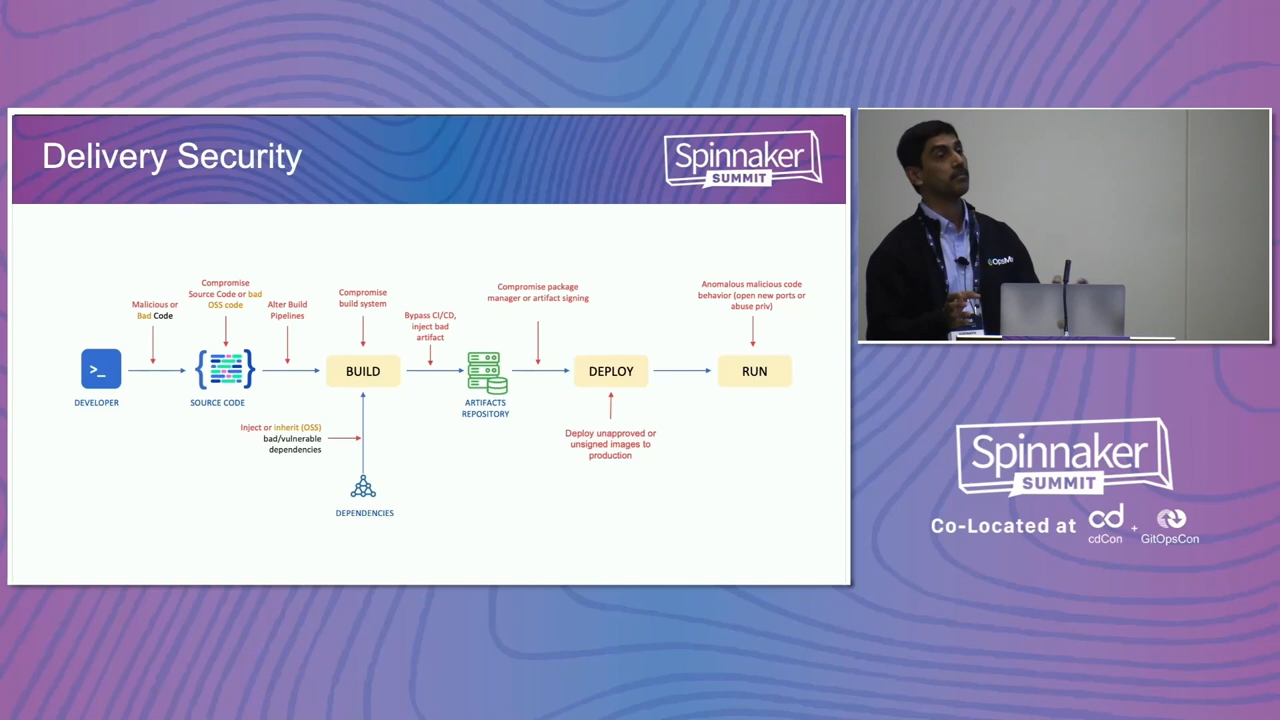 Delivery Security
Spinnaker
SUMMIT
Malicious or
Bad Code
Compromise
Source Code or bad
OSS code
Alter Build
Pipelines
Compromise
build system
Bypass CI/CD,
inject bad
artifact
Compromise package
manager or artifact signing
Anomalous malicious code
behavior (open new ports or
abuse priv)
>_
DEVELOPER
SOURCE CODE
BUILD
ARTIFACTS
REPOSITORY
DEPLOY
RUN
Inject or inherit (OSS)
bad/vulnerable
dependencies
Deploy unapproved or
unsigned images to
production
DEPENDENCIES
Spinnaker
SUMMIT
Co-Located at
cd
cdCon
+
GitOpsCon